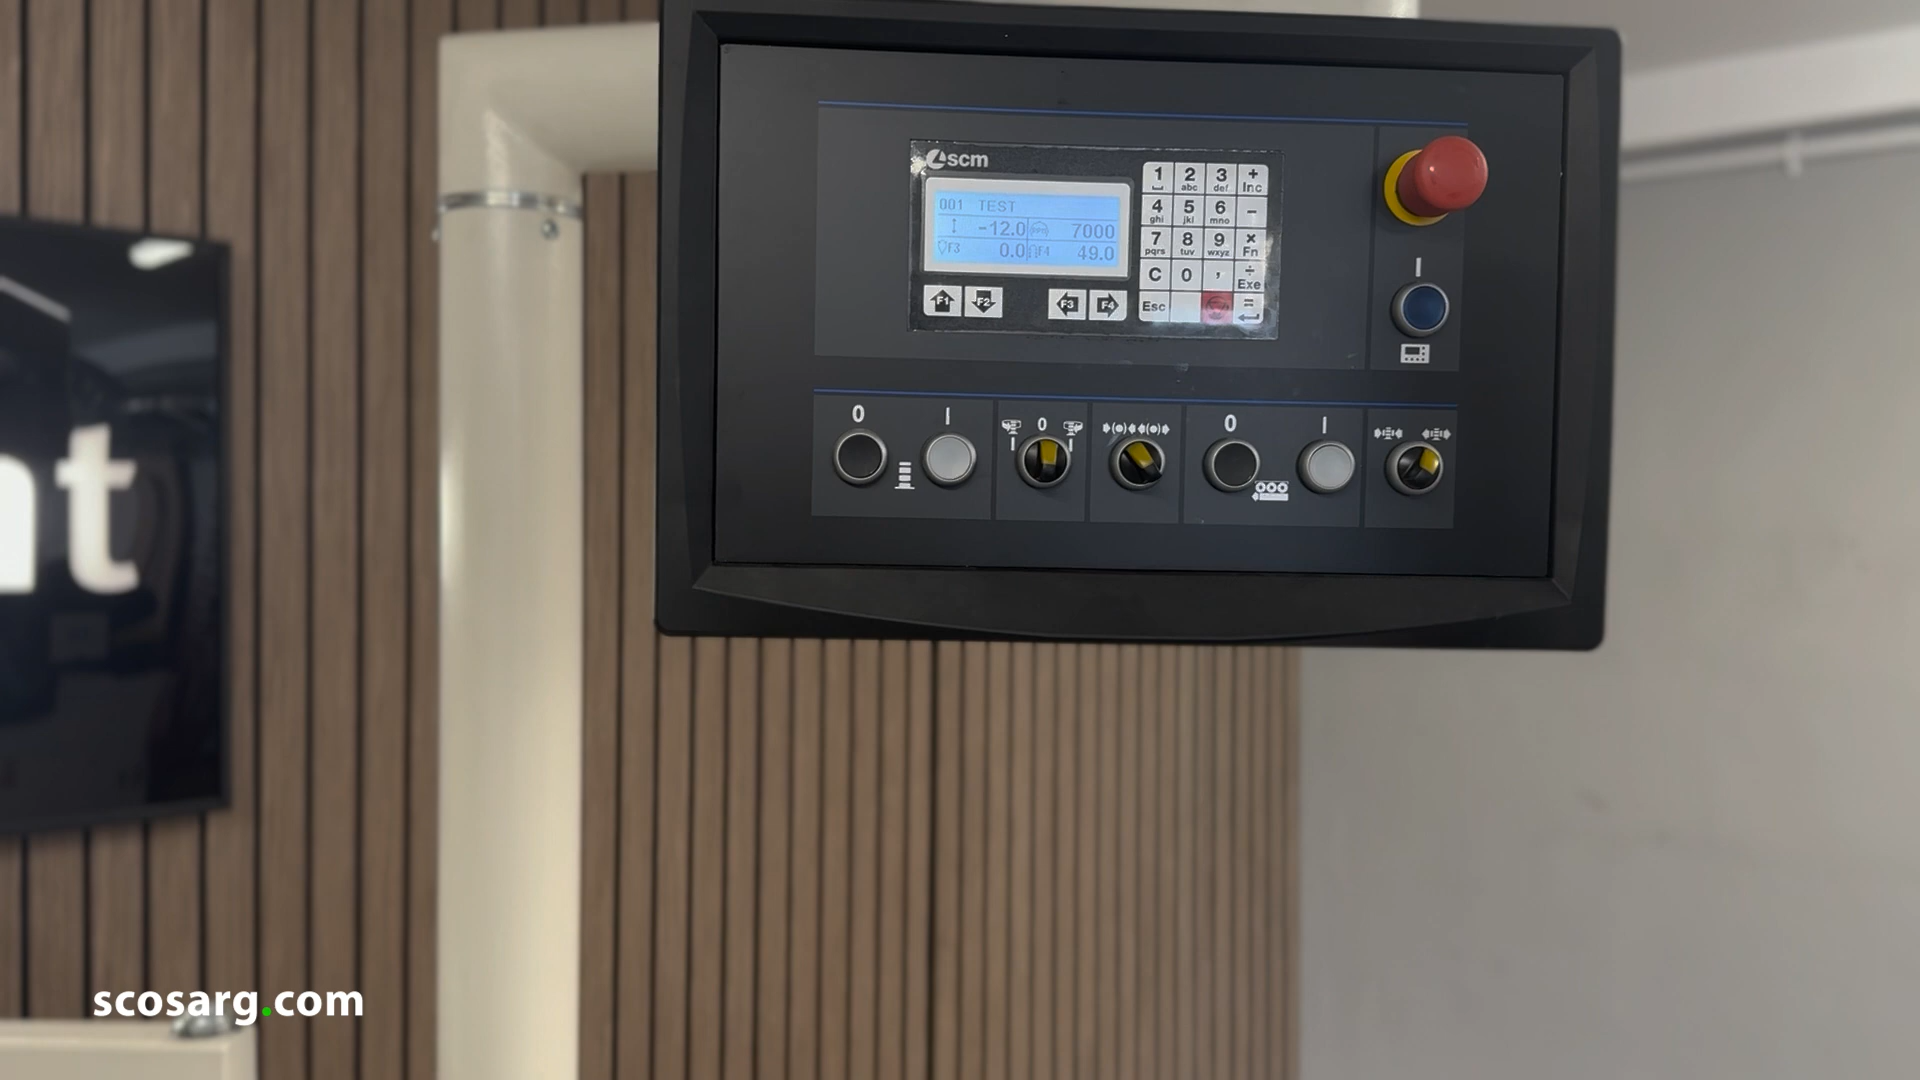 scm
001 TEST
-12.0 7000
F3 0.0 F4 49.0
F1 F2 F3 F4
1 2 abc 3 def + Inc
4 ghi 5 jkl 6 mno -
7 pqrs 8 tuv 9 wxyz × Fn
C 0 , ÷ Exe
Esc =
I
0 I 0 0 I
I I
nt
scosarg.com